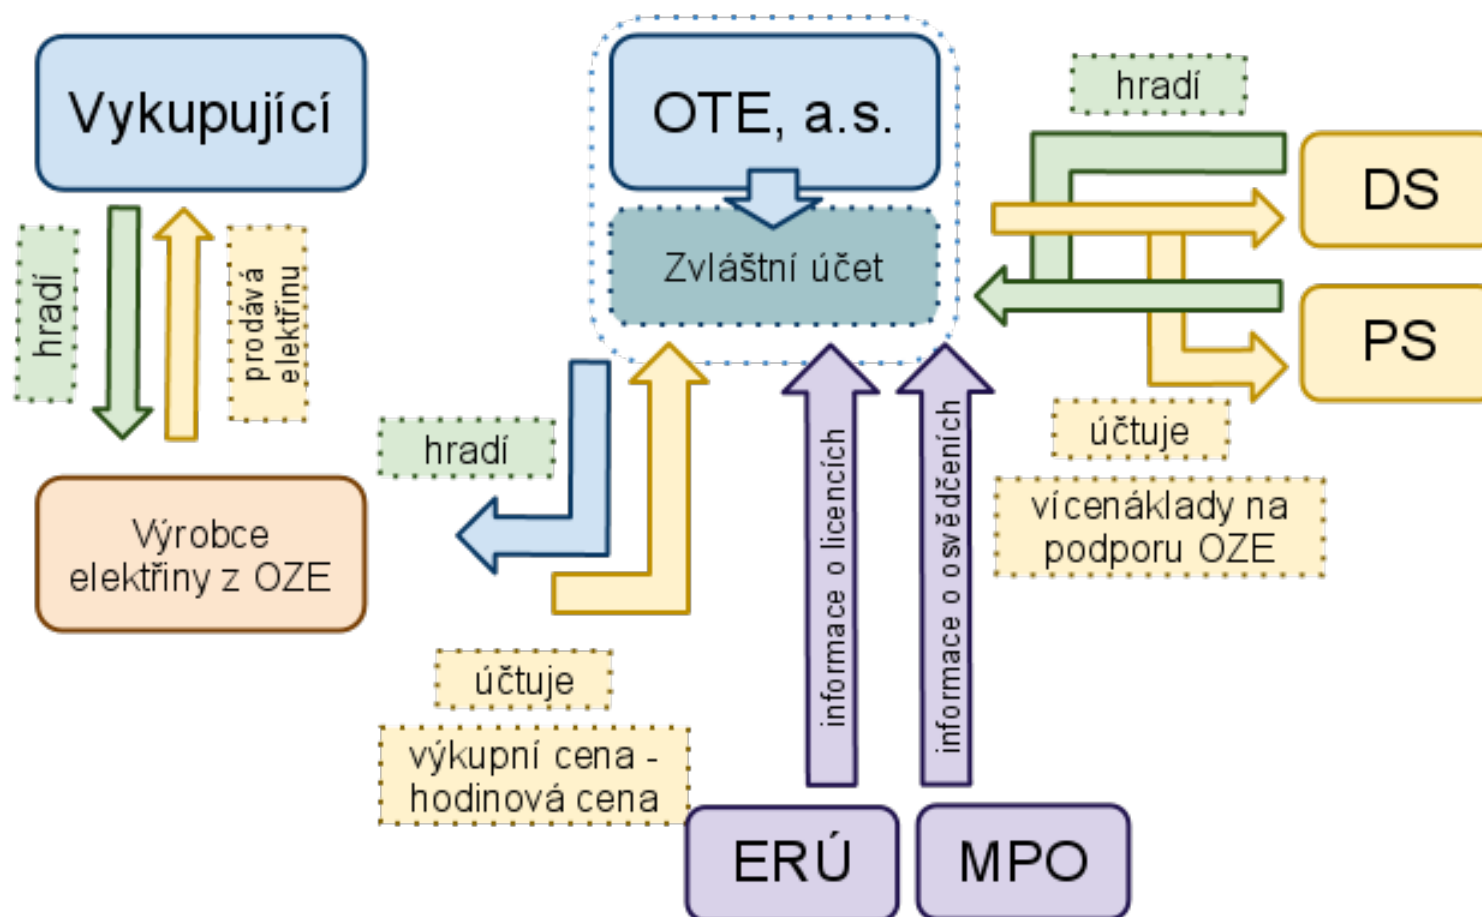 Vykupující
OTE, a.s.
hradí
DS
Zvláštní účet
PS
hradí
prodává
elektřinu
hradí
účtuje
vícenáklady na
podporu OZE
Výrobce
elektřiny z OZE
informace o licencích
informace o osvědčeních
účtuje
výkupní cena -
hodinová cena
ERÚ
MPO